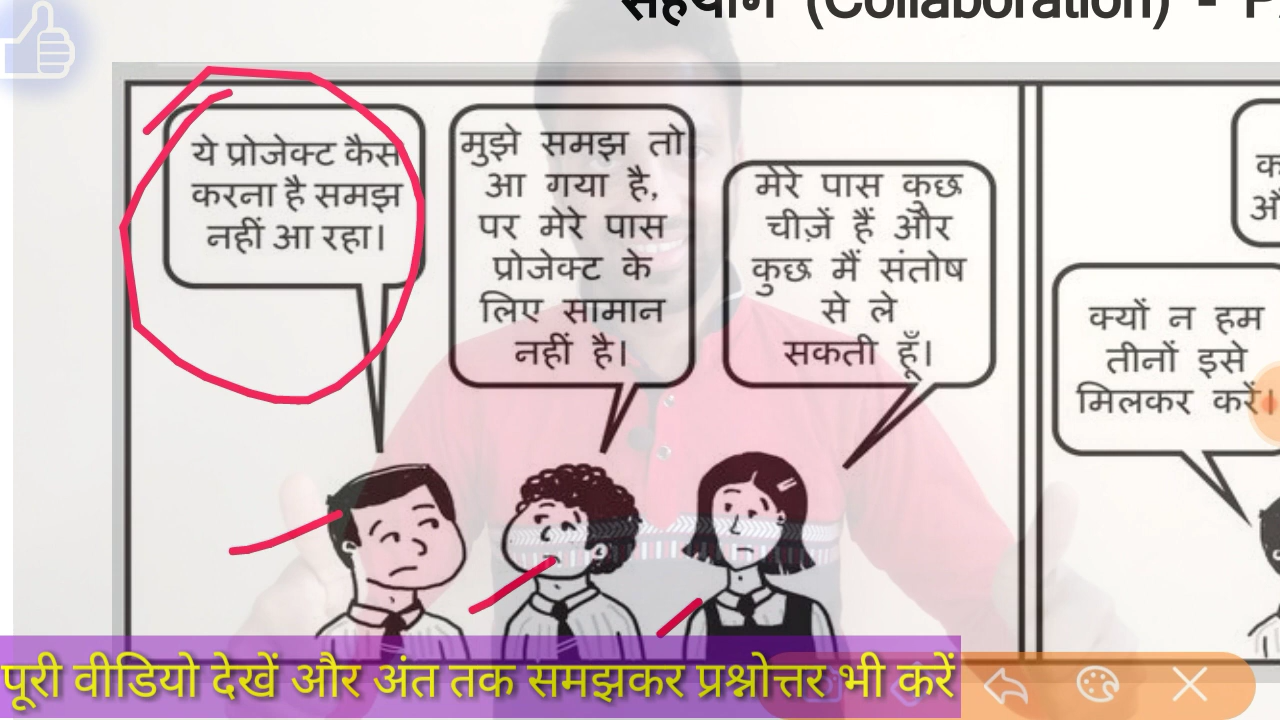 सहयोग (Collaboration) -
ये प्रोजेक्ट कैसे
करना है समझ
नहीं आ रहा।
मुझे समझ तो
आ गया है,
पर मेरे पास
प्रोजेक्ट के
लिए सामान
नहीं है।
मेरे पास कुछ
चीज़ें हैं और
कुछ मैं संतोष
से ले
सकती हूँ।
क्यों न हम
तीनों इसे
मिलकर करें।
पूरी वीडियो देखें और अंत तक समझकर प्रश्नोत्तर भी करें